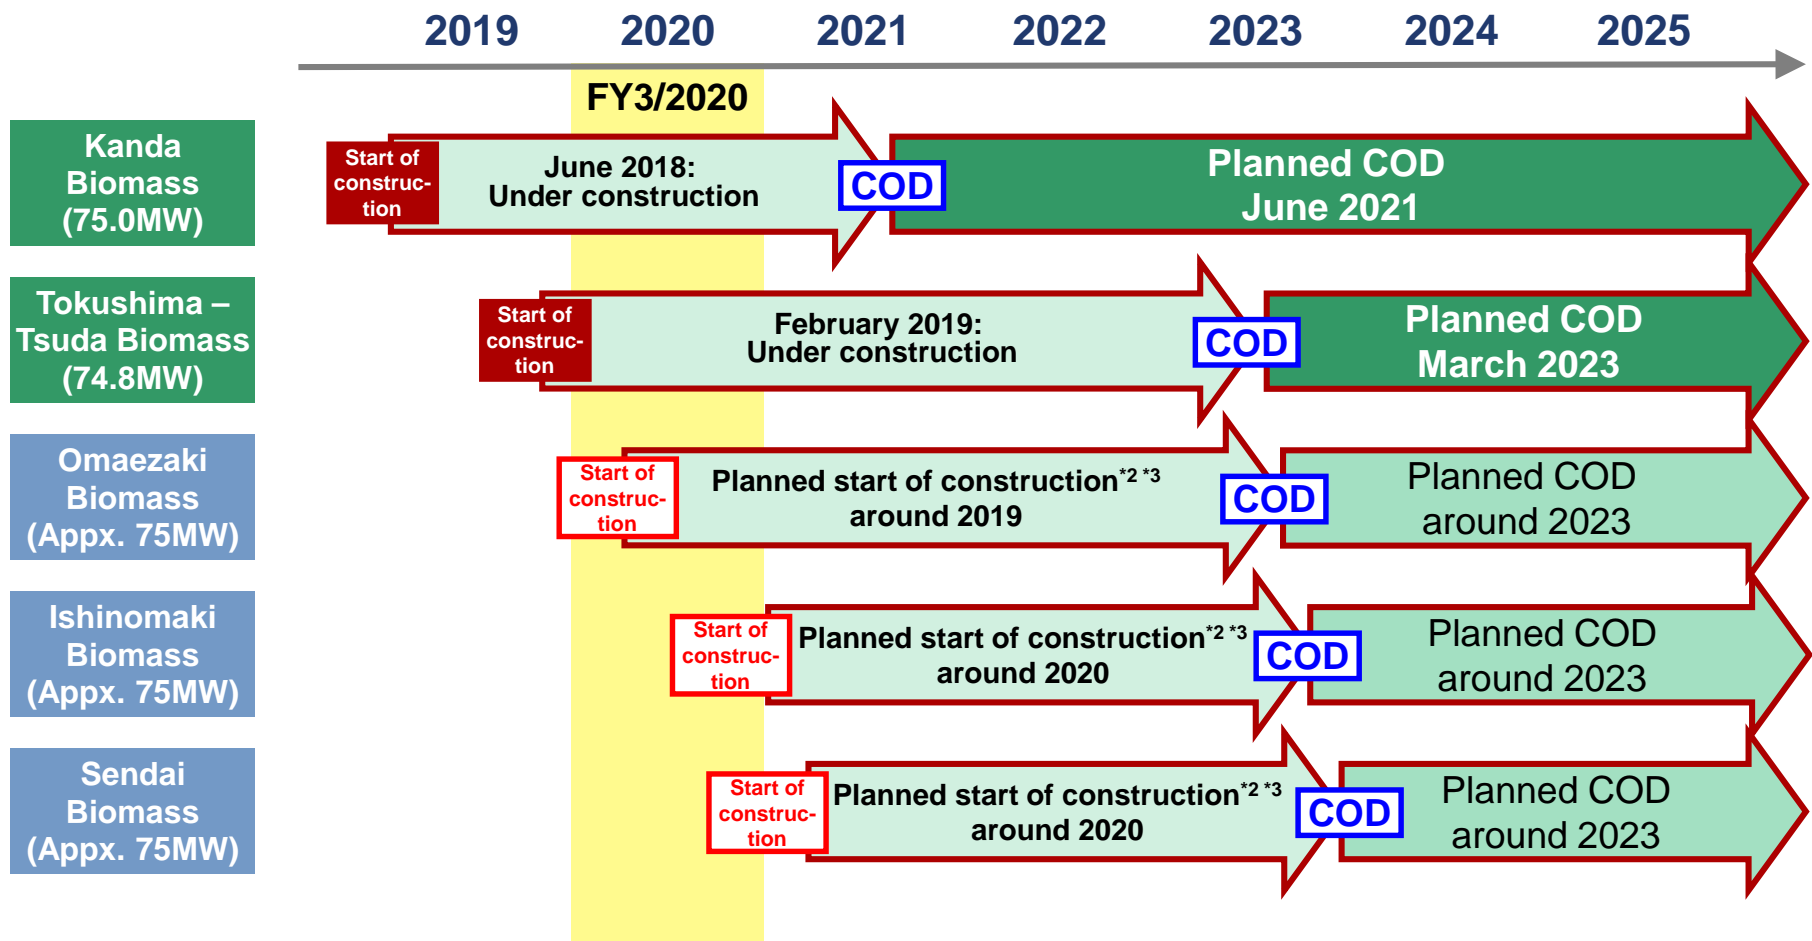 2019 2020 2021 2022 2023 2024 2025
FY3/2020
Kanda
Biomass
(75.0MW)
Start of
construc-
tion
June 2018:
Under construction
COD
Planned COD
June 2021
Tokushima –
Tsuda Biomass
(74.8MW)
Start of
construc-
tion
February 2019:
Under construction
COD
Planned COD
March 2023
Omaezaki
Biomass
(Appx. 75MW)
Start of
construc-
tion
Planned start of construction*2 *3
around 2019
COD
Planned COD
around 2023
Ishinomaki
Biomass
(Appx. 75MW)
Start of
construc-
tion
Planned start of construction*2 *3
around 2020
COD
Planned COD
around 2023
Sendai
Biomass
(Appx. 75MW)
Start of
construc-
tion
Planned start of construction*2 *3
around 2020
COD
Planned COD
around 2023